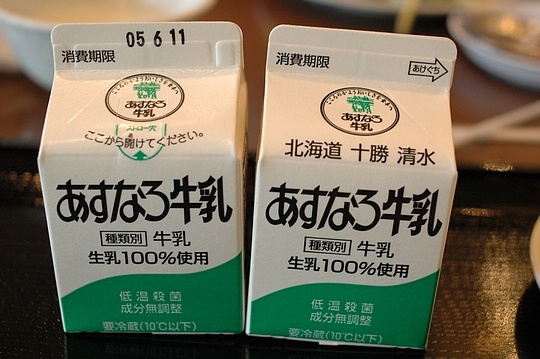 05 6 11
消費期限
あすなろ
牛乳
ストロー穴
ここから開けてください。
あすなろ牛乳
種類別 牛乳
生乳100%使用
低温殺菌
成分無調整
要冷蔵(10℃以下)
消費期限
あけぐち
あすなろ
牛乳
北海道 十勝 清水
あすなろ牛乳
種類別 牛乳
生乳100%使用
低温殺菌
成分無調整
要冷蔵(10℃以下)